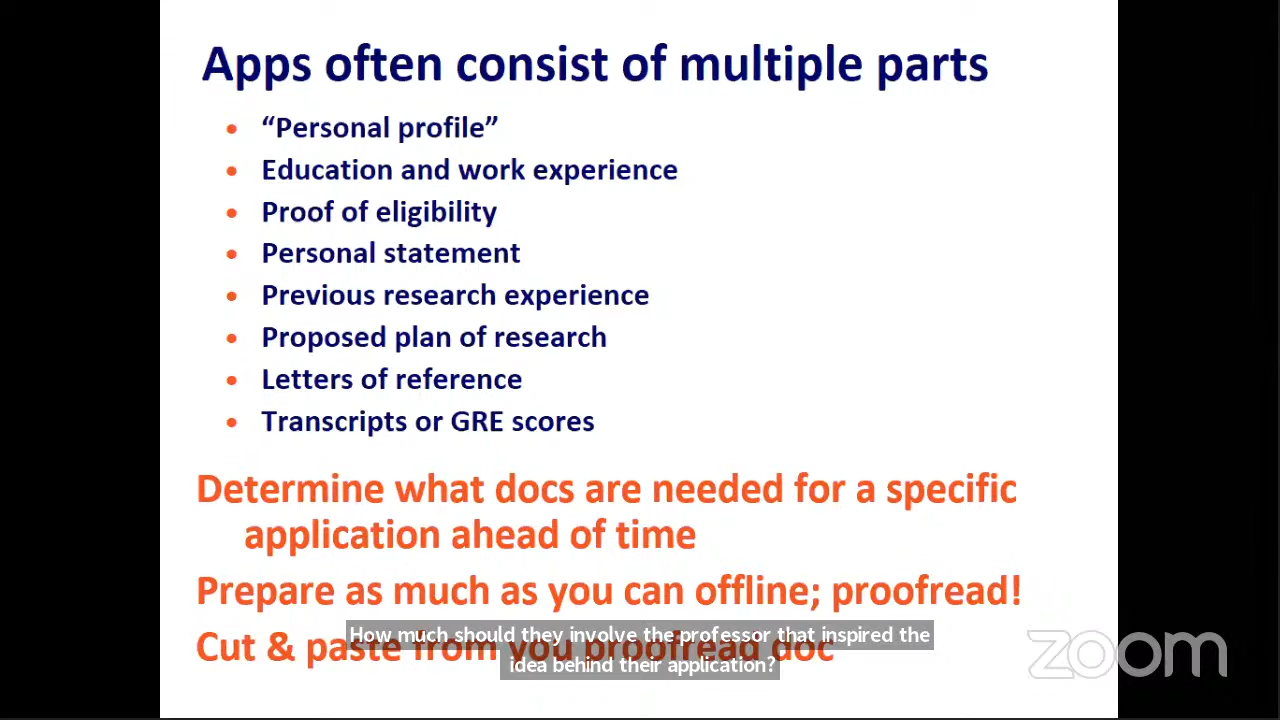 Apps often consist of multiple parts
• “Personal profile”
• Education and work experience
• Proof of eligibility
• Personal statement
• Previous research experience
• Proposed plan of research
• Letters of reference
• Transcripts or GRE scores
Determine what docs are needed for a specific
application ahead of time
Prepare as much as you can offline; proofread!
Cut & paste from you proofread doc
How much should they involve the professor that inspired the
idea behind their application?
zoom